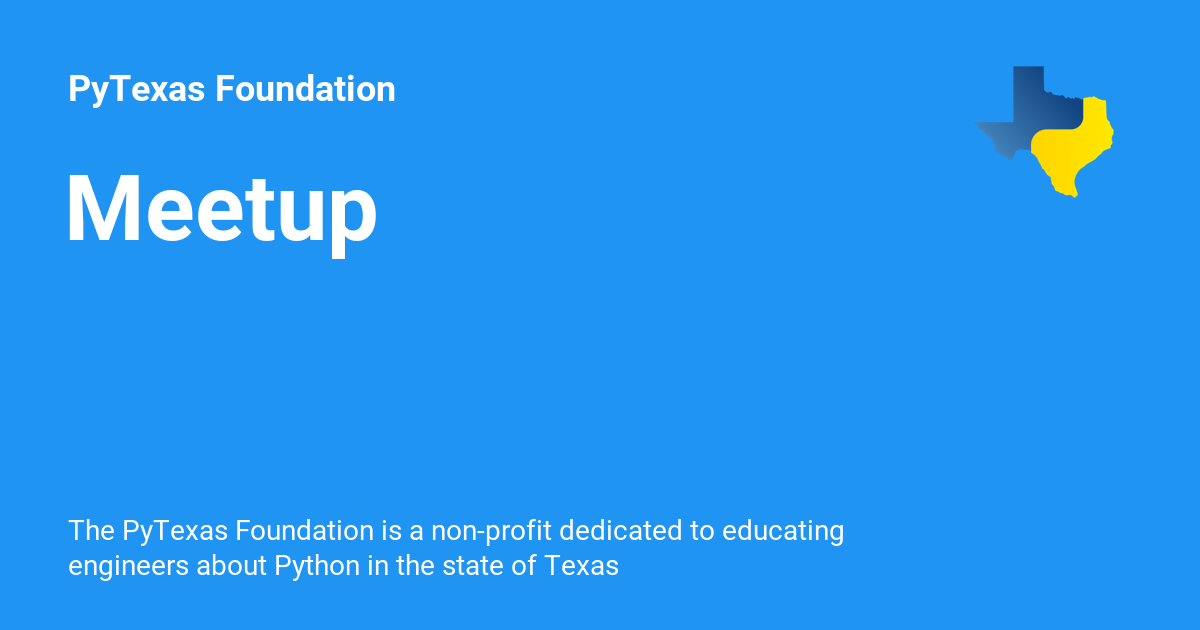 PyTexas Foundation
Meetup
The PyTexas Foundation is a non-profit dedicated to educating
engineers about Python in the state of Texas